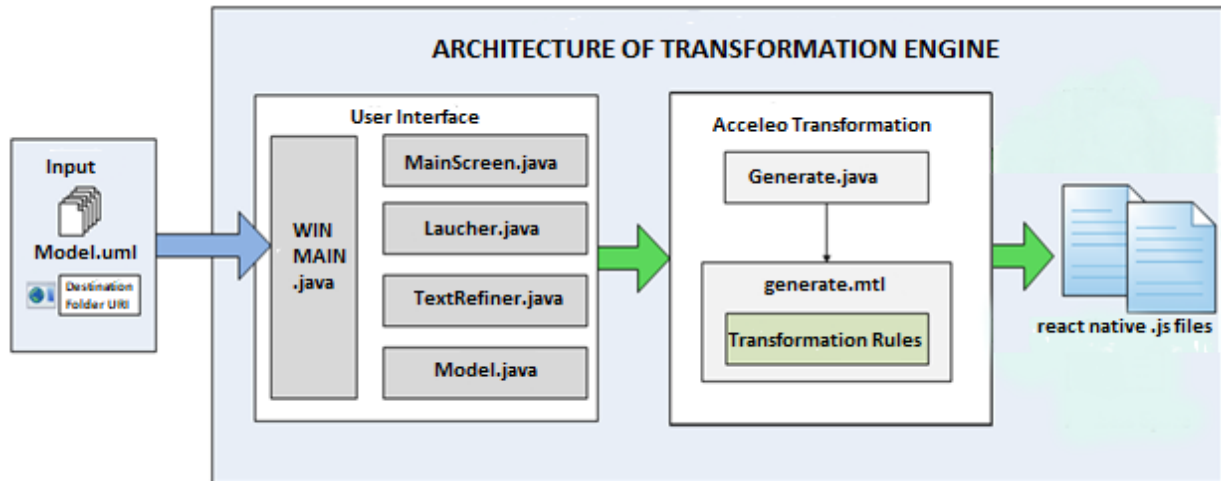 ARCHITECTURE OF TRANSFORMATION ENGINE
Input
Model.uml
Destination
Folder URI
User Interface
WIN
MAIN
.java
MainScreen.java
Laucher.java
TextRefiner.java
Model.java
Acceleo Transformation
Generate.java
generate.mtl
Transformation Rules
react native .js files